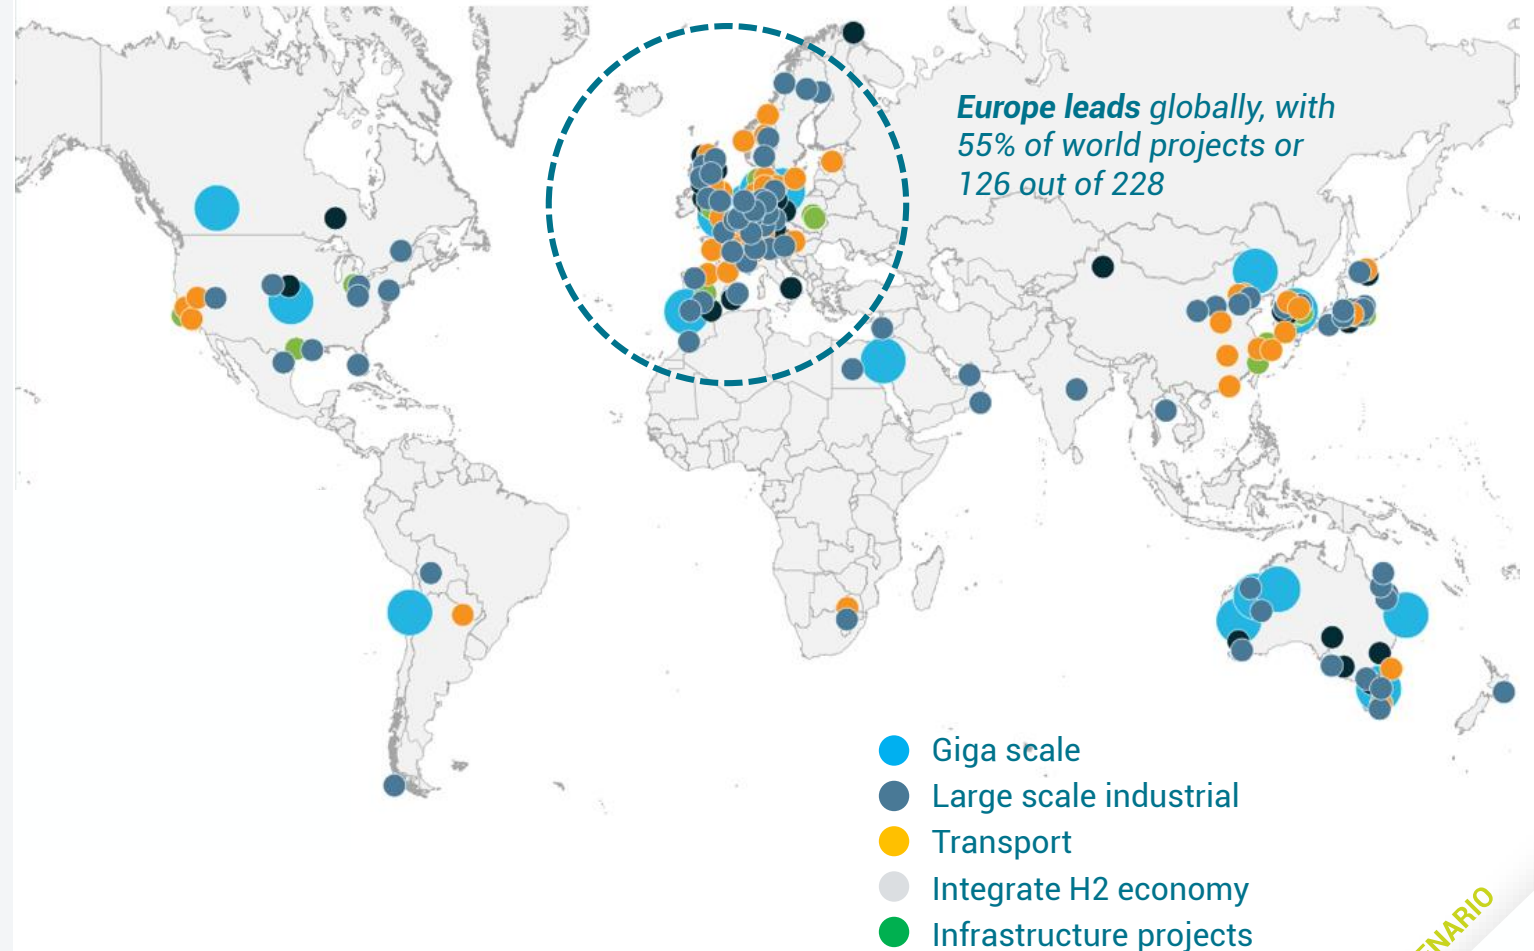 Europe leads globally, with
55% of world projects or
126 out of 228
Giga scale
Large scale industrial
Transport
Integrate H2 economy
Infrastructure projects